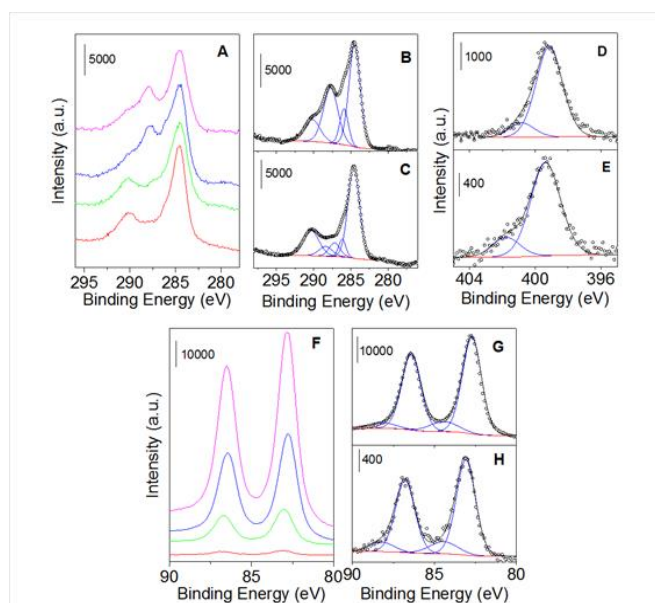 5000
A
Intensity (a.u.)
295 290 285 280
Binding Energy (eV)
5000
B
5000
C
295 290 285 280
Binding Energy (eV)
1000
D
400
E
404 400 396
Binding Energy (eV)
10000
F
Intensity (a.u.)
90 85 80
Binding Energy (eV)
10000
G
400
H
90 85 80
Binding Energy (eV)